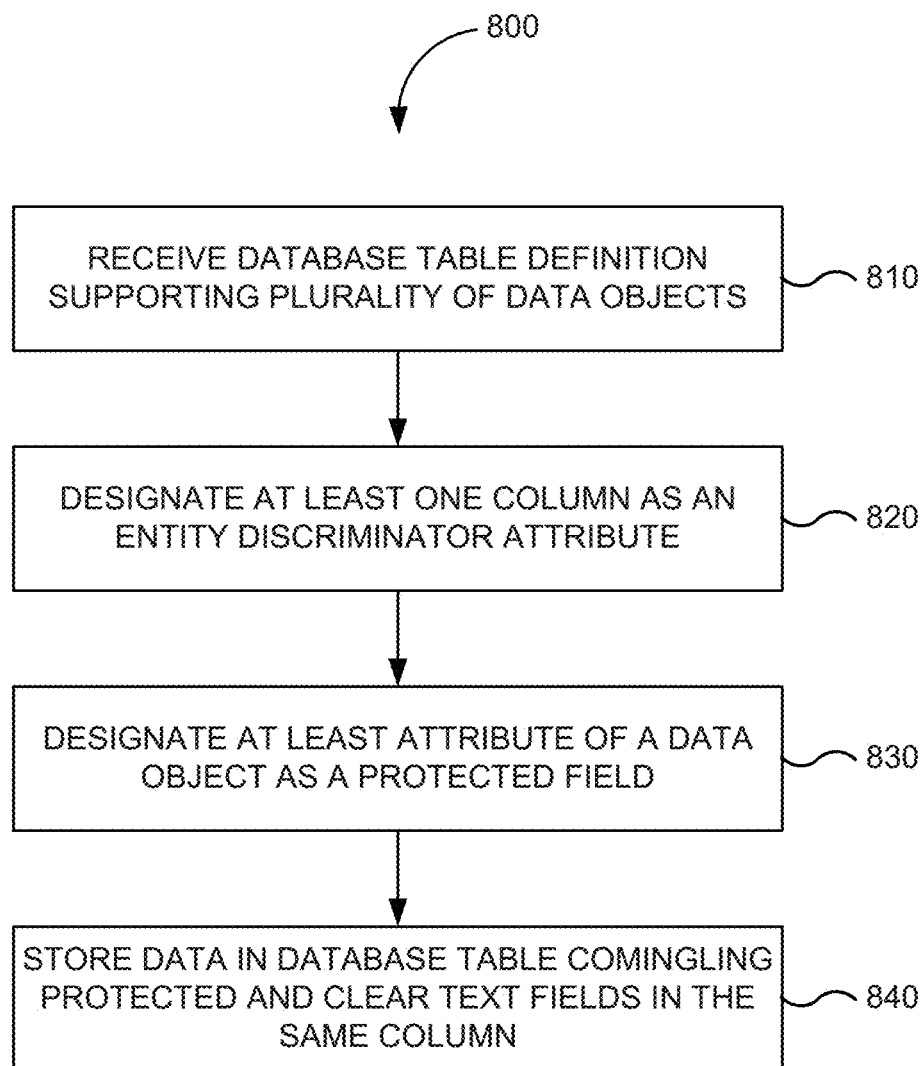 800
RECEIVE DATABASE TABLE DEFINITION
SUPPORTING PLURALITY OF DATA OBJECTS
810
DESIGNATE AT LEAST ONE COLUMN AS AN
ENTITY DISCRIMINATOR ATTRIBUTE
820
DESIGNATE AT LEAST ATTRIBUTE OF A DATA
OBJECT AS A PROTECTED FIELD
830
STORE DATA IN DATABASE TABLE COMINGLING
PROTECTED AND CLEAR TEXT FIELDS IN THE
SAME COLUMN
840